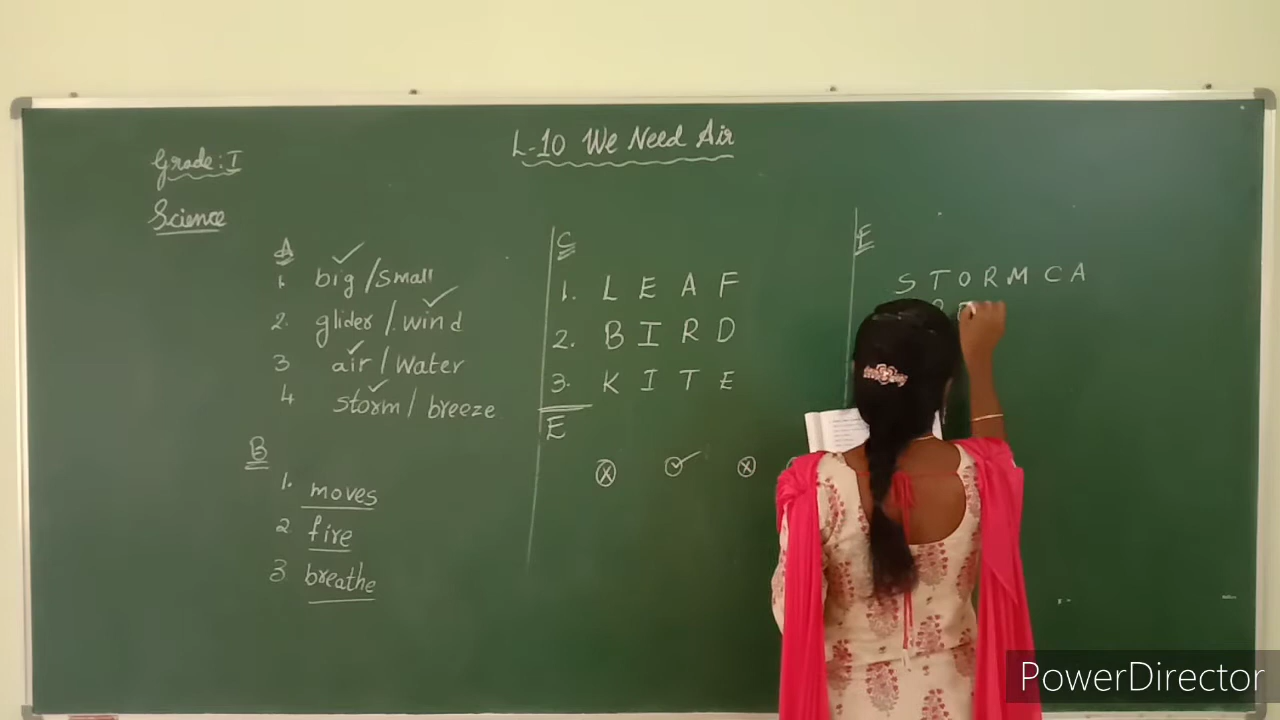 L-10 We Need Air
Grade: I
Science
A
1. big/small
2. glider/wind
3 air/Water
4 storm/breeze
B
1. moves
2 fire
3 breathe
C
1. L E A F
2. B I R D
3. K I T E
E
F
S T O R M C A
PowerDirector